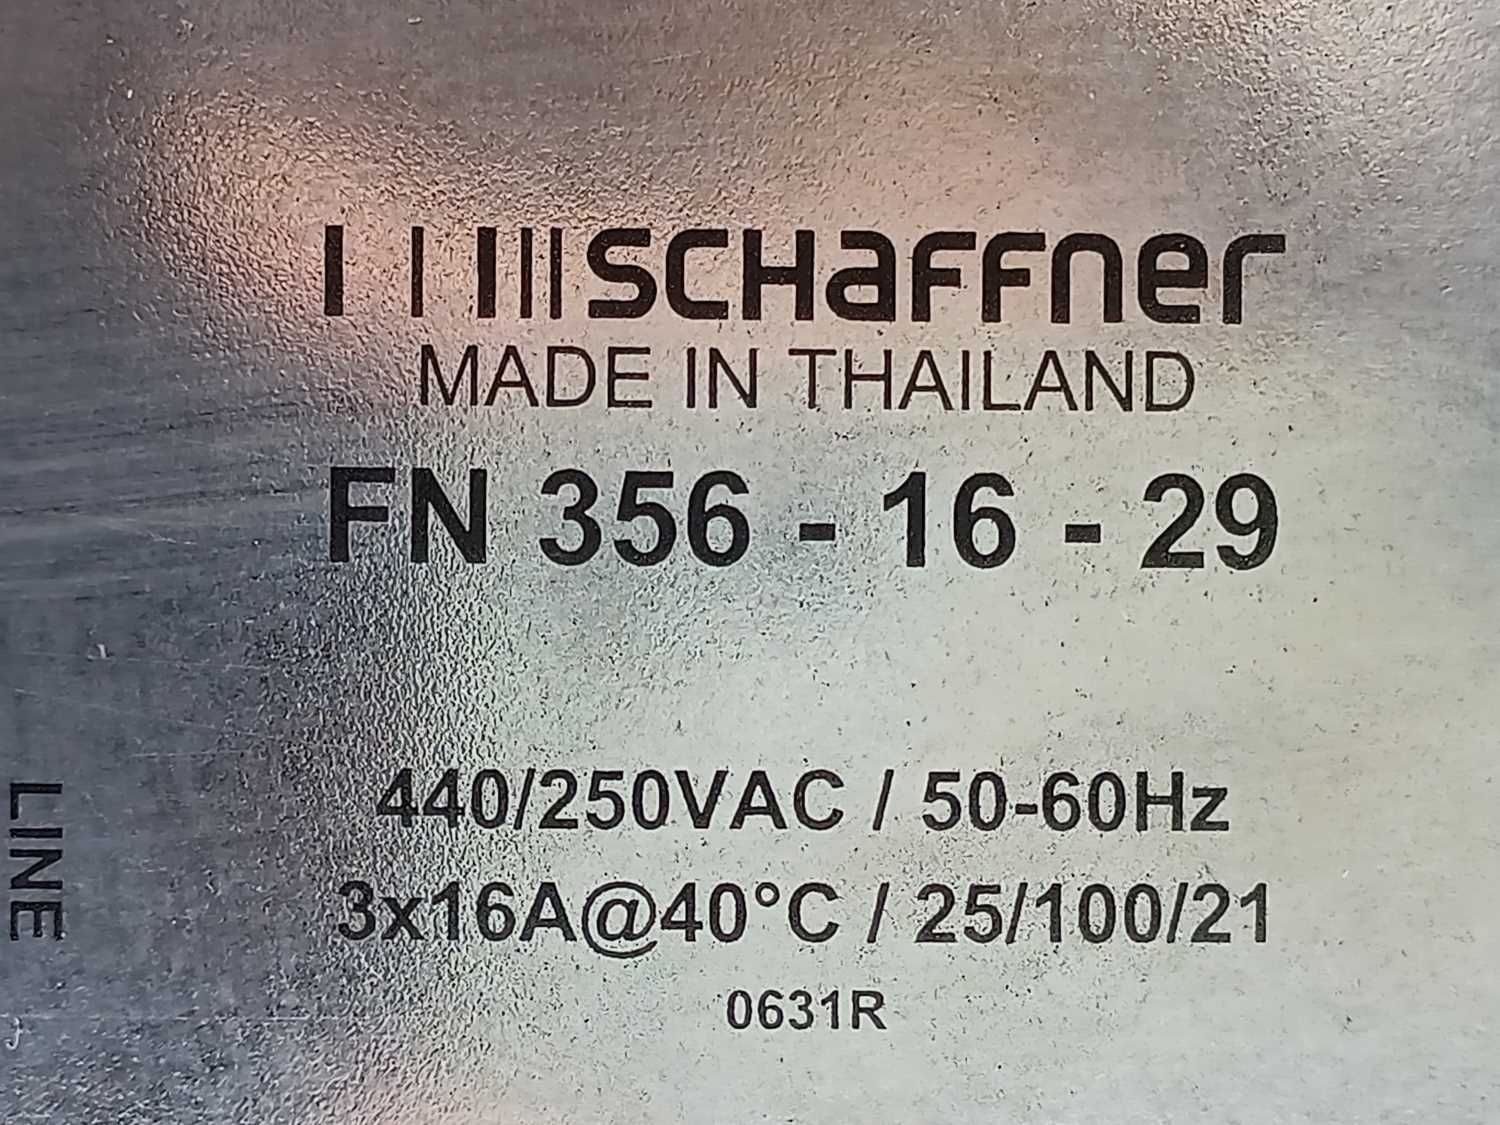 SCHaffner
MADE IN THAILAND
FN 356 - 16 - 29
440/250VAC / 50-60Hz
3x16A@40°C / 25/100/21
0631R
LINE